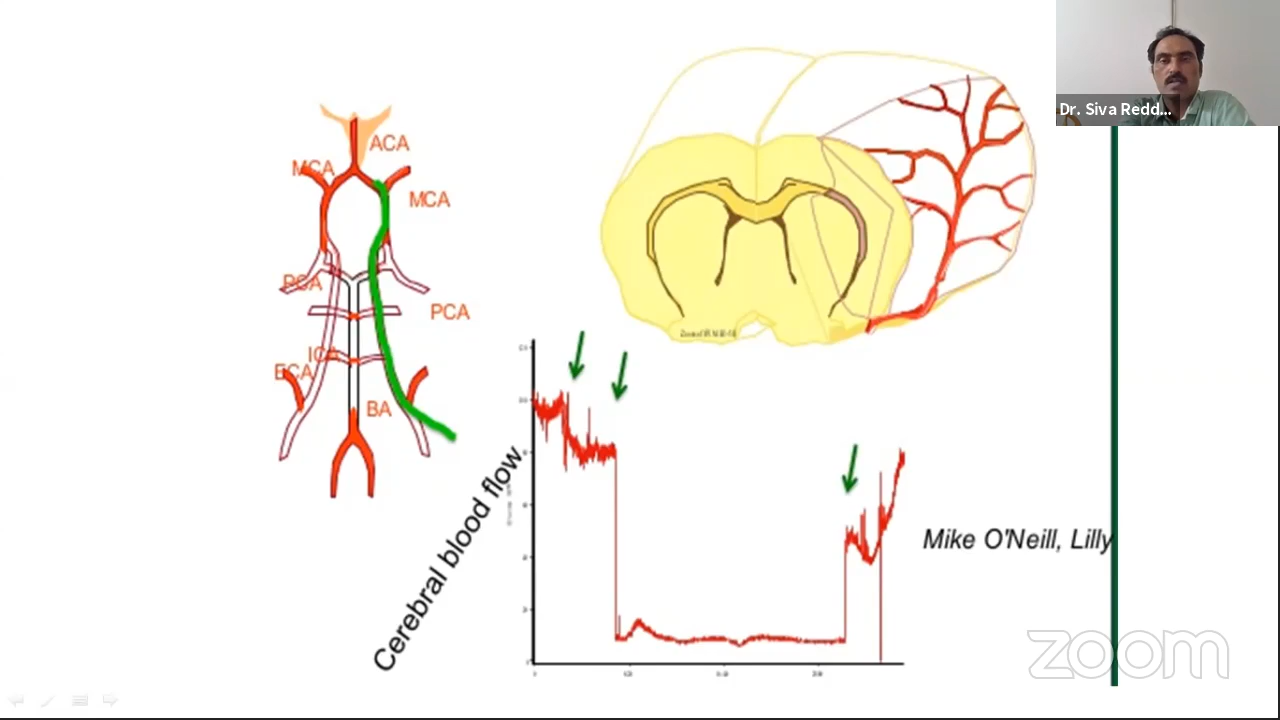 Dr. Siva Redd...
ACA
MCA
MCA
PCA
PCA
ICA
ECA
BA
Cerebral blood flow
Mike O'Neill, Lilly
zoom